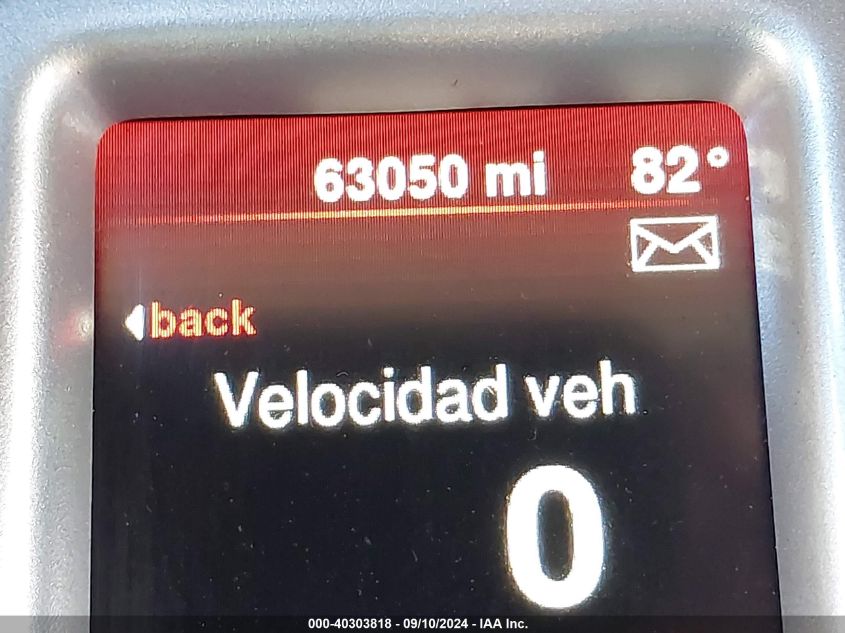 63050 mi 82°
back
Velocidad veh
0
000-40303818 - 09/10/2024 - IAA Inc.